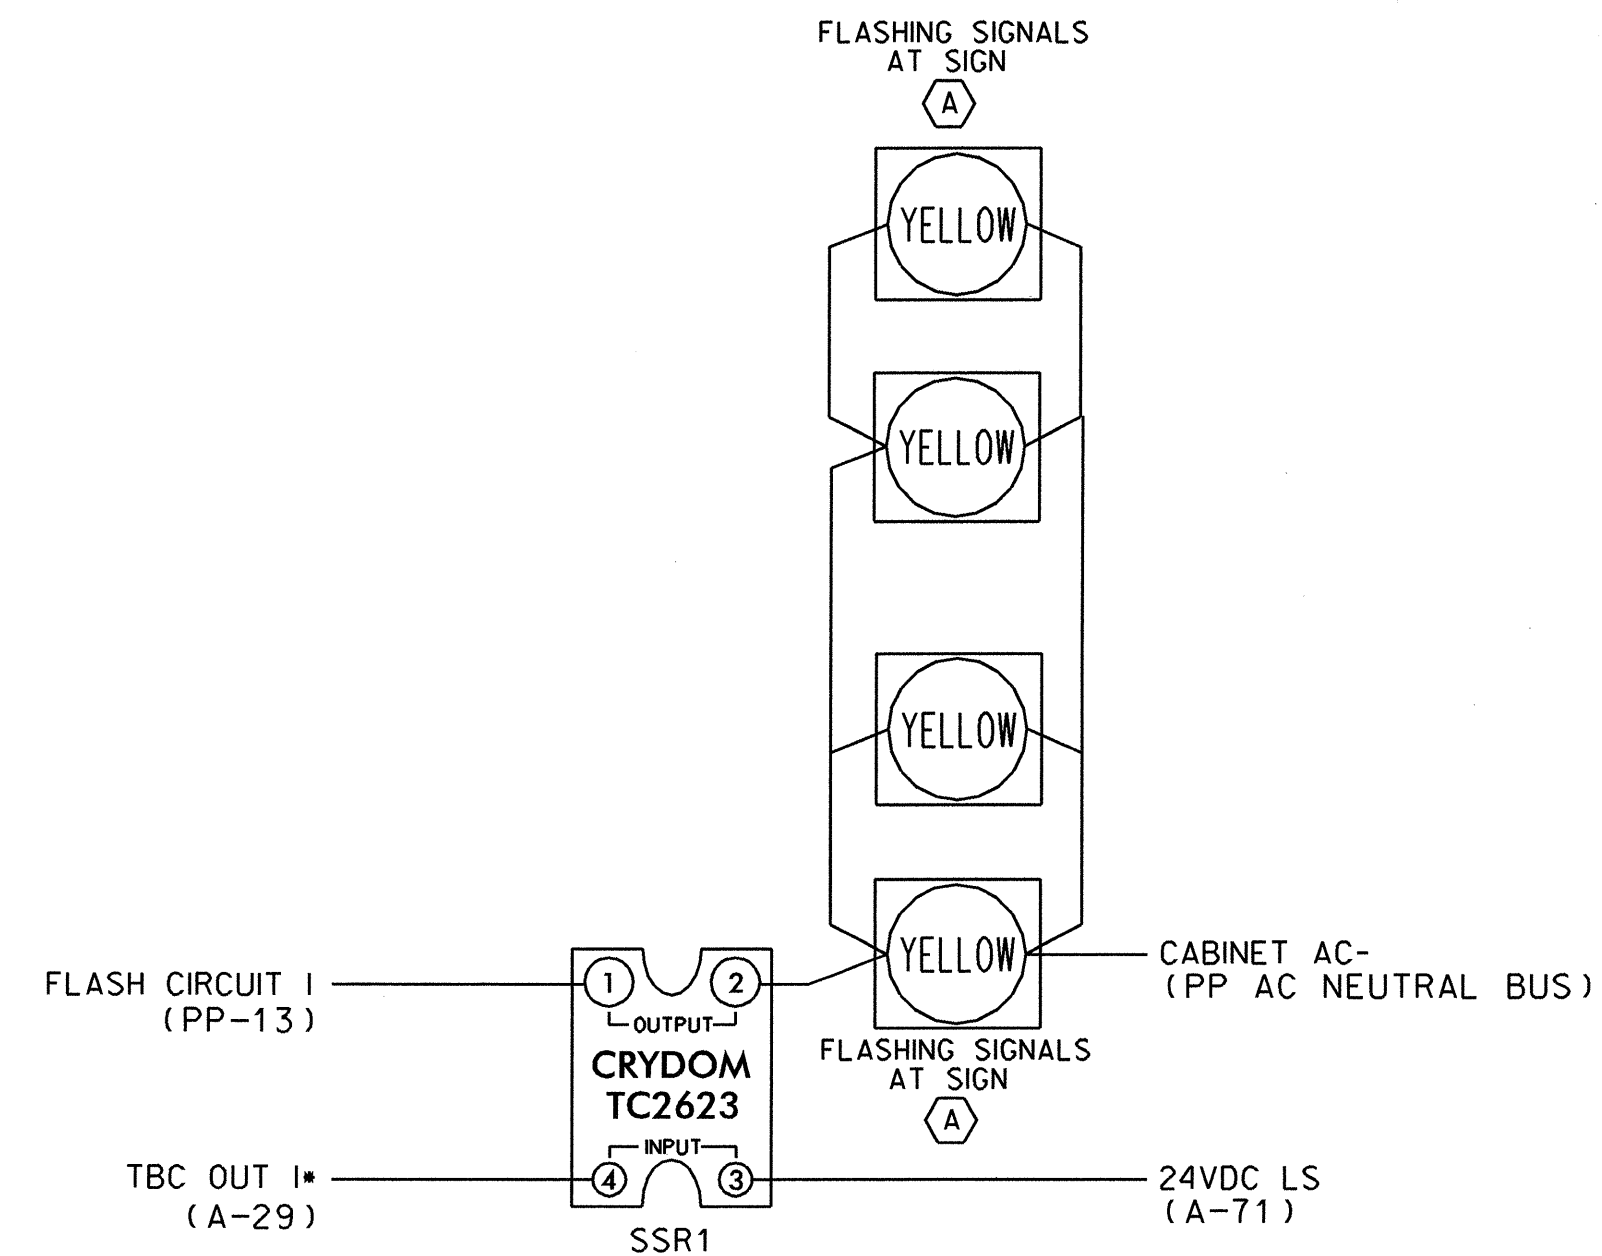 FLASHING SIGNALS
AT SIGN
A
YELLOW
YELLOW
YELLOW
YELLOW
CABINET AC-
(PP AC NEUTRAL BUS)
FLASH CIRCUIT 1
(PP-13)
1
2
OUTPUT
CRYDOM
TC2623
FLASHING SIGNALS
AT SIGN
A
INPUT
TBC OUT 1*
(A-29)
4
3
24VDC LS
(A-71)
SSR1